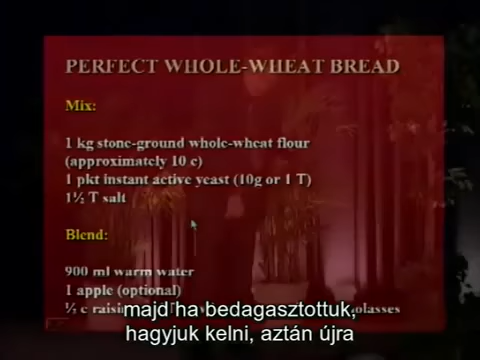 PERFECT WHOLE-WHEAT BREAD
Mix:
1 kg stone-ground whole-wheat flour
(approximately 10 c)
1 pkt instant active yeast (10g or 1 T)
1½ T salt
Blend:
900 ml warm water
1 apple (optional)
c raisin
majd ha bedagasztottuk,
hagyjuk kelni, aztán újra